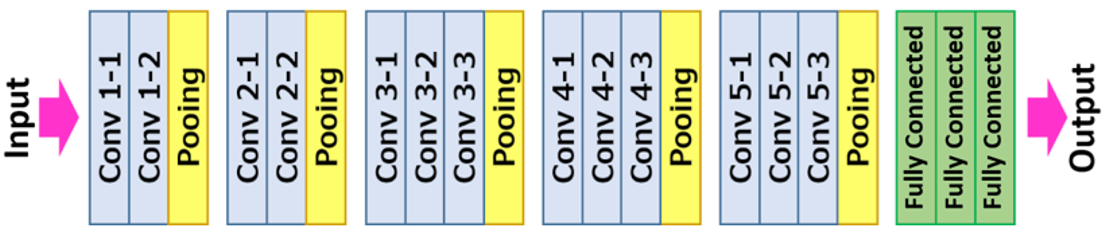 Input
Conv 1-1
Conv 1-2
Pooing
Conv 2-1
Conv 2-2
Pooing
Conv 3-1
Conv 3-2
Conv 3-3
Pooing
Conv 4-1
Conv 4-2
Conv 4-3
Pooing
Conv 5-1
Conv 5-2
Conv 5-3
Pooing
Fully Connected
Fully Connected
Fully Connected
Output